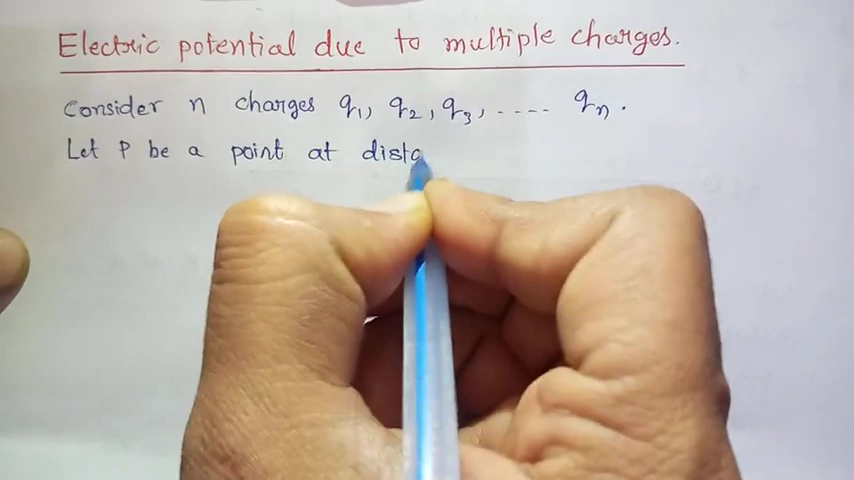 Electric potential due to multiple charges.
Consider n charges q₁, q₂, q₃, ..... qₙ.
Let P be a point at dista